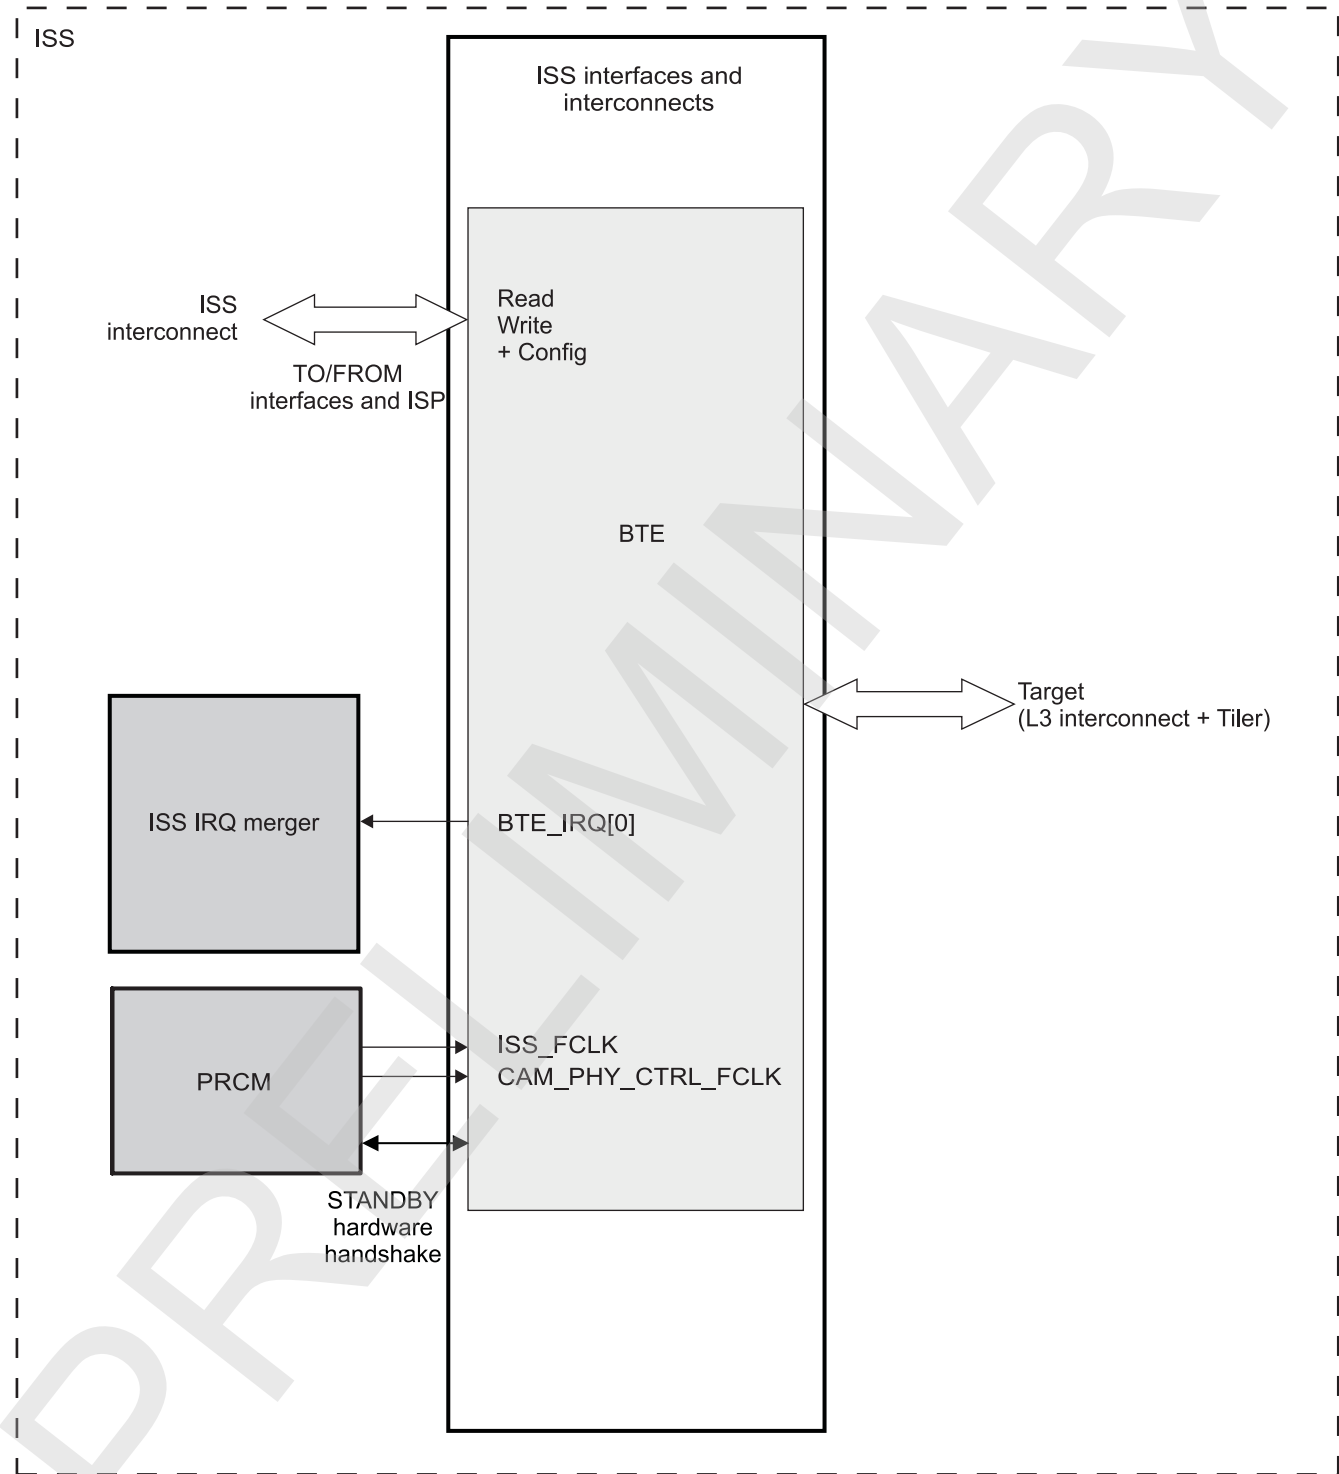 ISS
ISS interfaces and
interconnects
ISS
interconnect
TO/FROM
interfaces and ISP
Read
Write
+ Config
BTE
Target
(L3 interconnect + Tiler)
ISS IRQ merger
BTE_IRQ[0]
PRCM
ISS_FCLK
CAM_PHY_CTRL_FCLK
STANDBY
hardware
handshake
PRELIMINARY